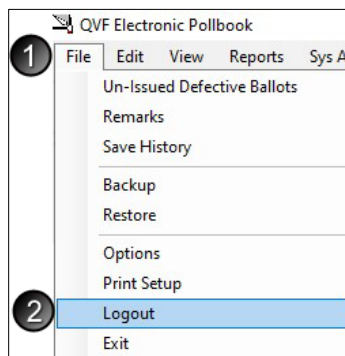 QVF Electronic Pollbook
1 File Edit View Reports Sys A
Un-Issued Defective Ballots
Remarks
Save History
Backup
Restore
Options
Print Setup
2 Logout
Exit